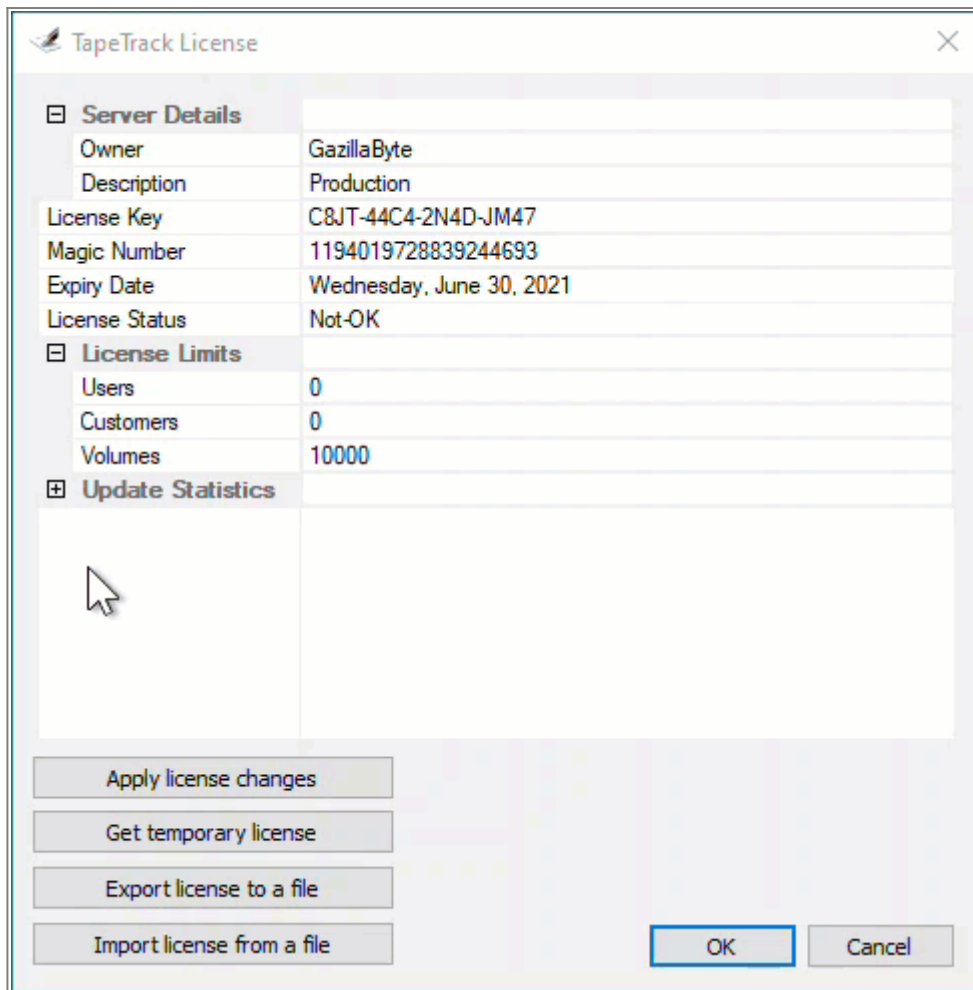 TapeTrack License
Server Details
Owner GazillaByte
Description Production
License Key C8JT-44C4-2N4D-JM47
Magic Number 1194019728839244693
Expiry Date Wednesday, June 30, 2021
License Status Not-OK
License Limits
Users 0
Customers 0
Volumes 10000
Update Statistics
Apply license changes
Get temporary license
Export license to a file
Import license from a file
OK Cancel